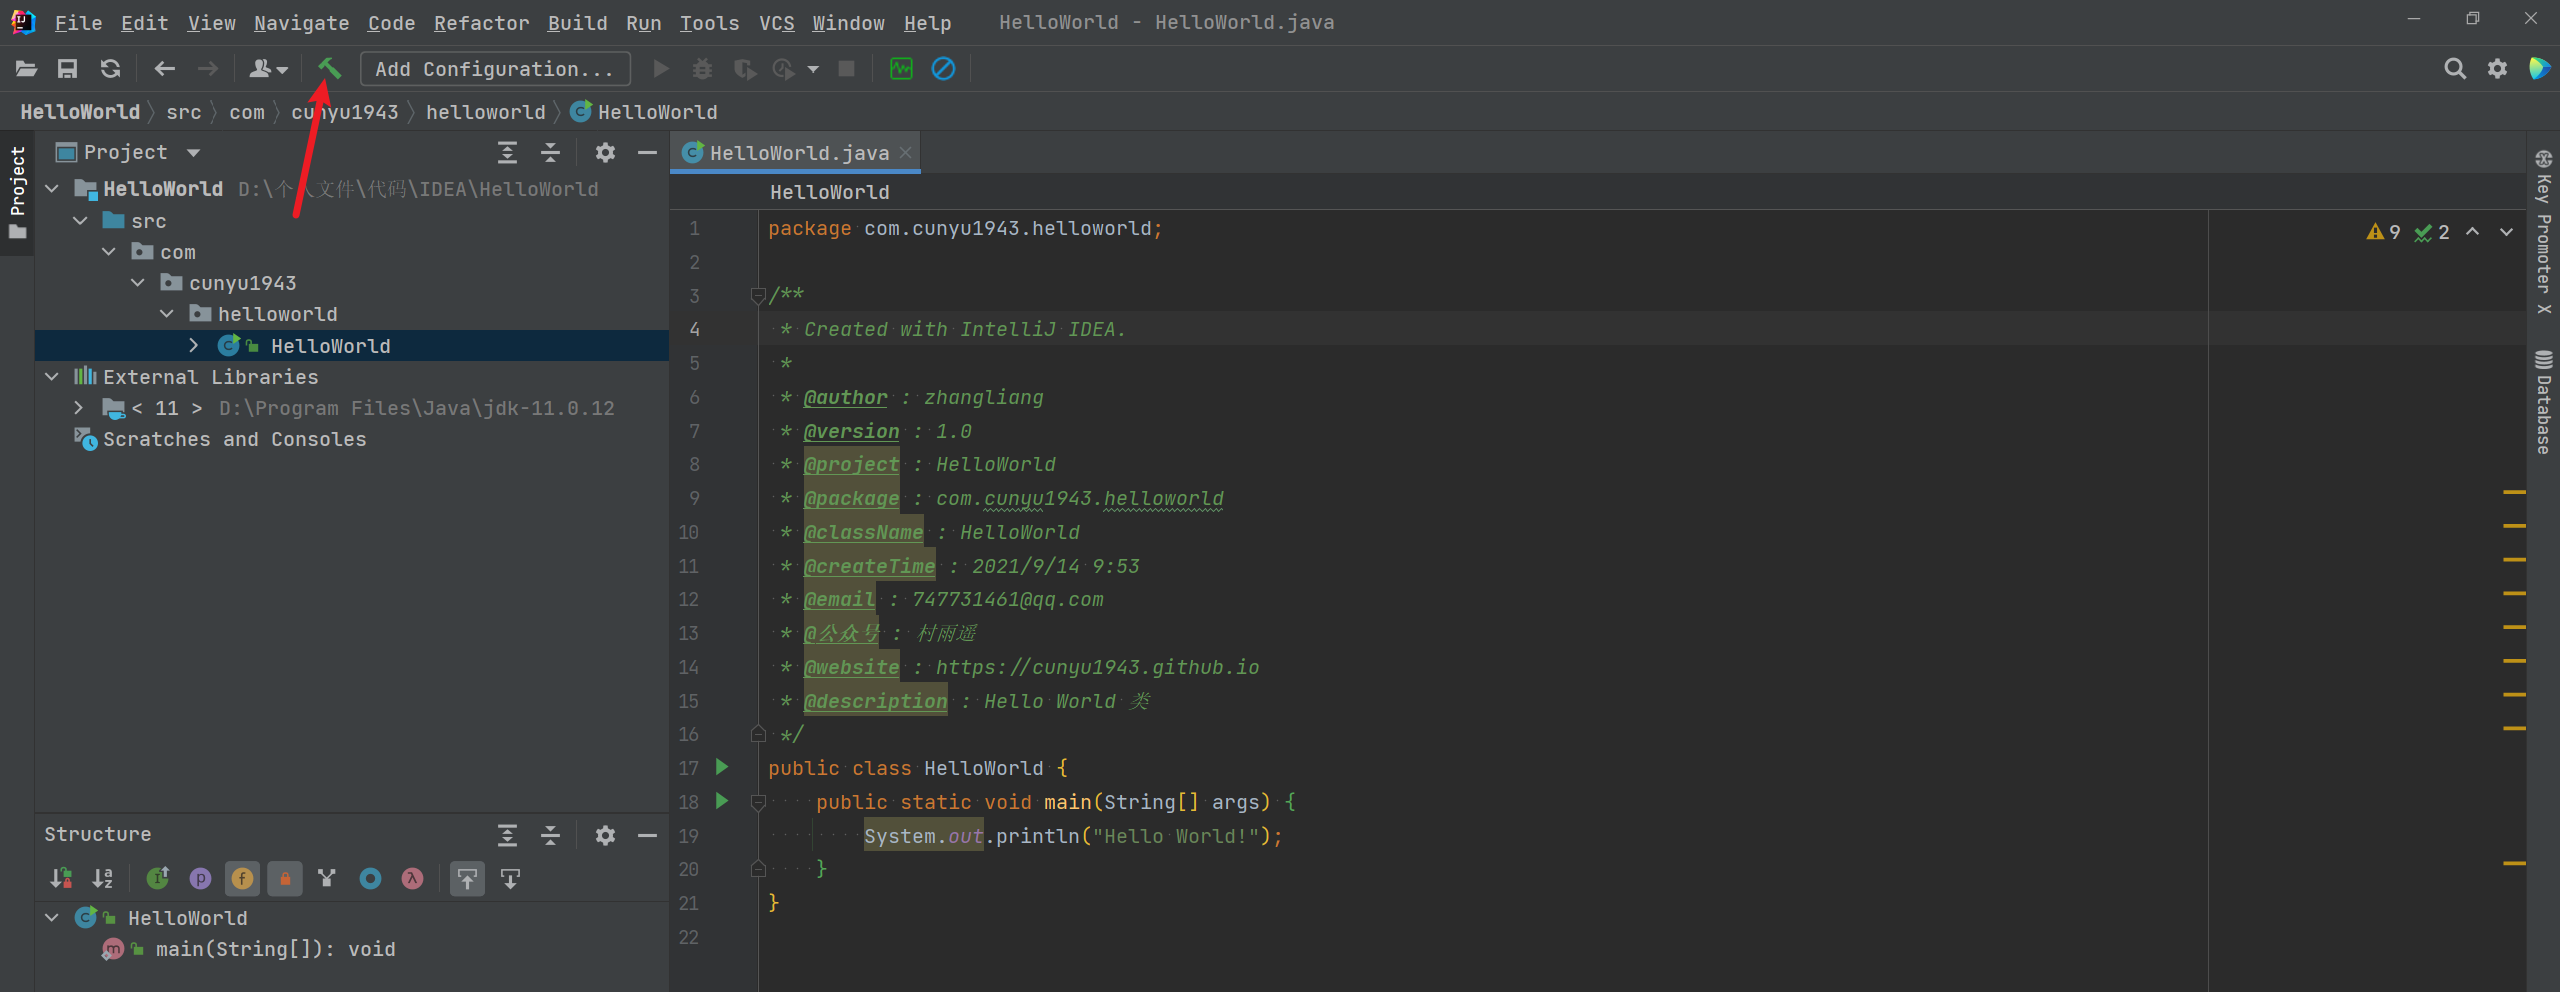 File Edit View Navigate Code Refactor Build Run Tools VCS Window Help HelloWorld - HelloWorld.java
Add Configuration...
HelloWorld src com cunyu1943 helloworld HelloWorld
Project
Project
HelloWorld D:\个人文件\代码\IDEA\HelloWorld
src
com
cunyu1943
helloworld
HelloWorld
External Libraries
< 11 > D:\Program Files\Java\jdk-11.0.12
Scratches and Consoles
Structure
HelloWorld
main(String[]): void
HelloWorld.java
HelloWorld
9 2
1 package com.cunyu1943.helloworld;
2
3 /**
4 * Created with IntelliJ IDEA.
5 *
6 * @author : zhangliang
7 * @version : 1.0
8 * @project : HelloWorld
9 * @package : com.cunyu1943.helloworld
10 * @className : HelloWorld
11 * @createTime : 2021/9/14 9:53
12 * @email : 747731461@qq.com
13 * @公众号 : 村雨遥
14 * @website : https://cunyu1943.github.io
15 * @description : Hello World 类
16 */
17 public class HelloWorld {
18 public static void main(String[] args) {
19 System.out.println("Hello World!");
20 }
21 }
22
Key Promoter X
Database